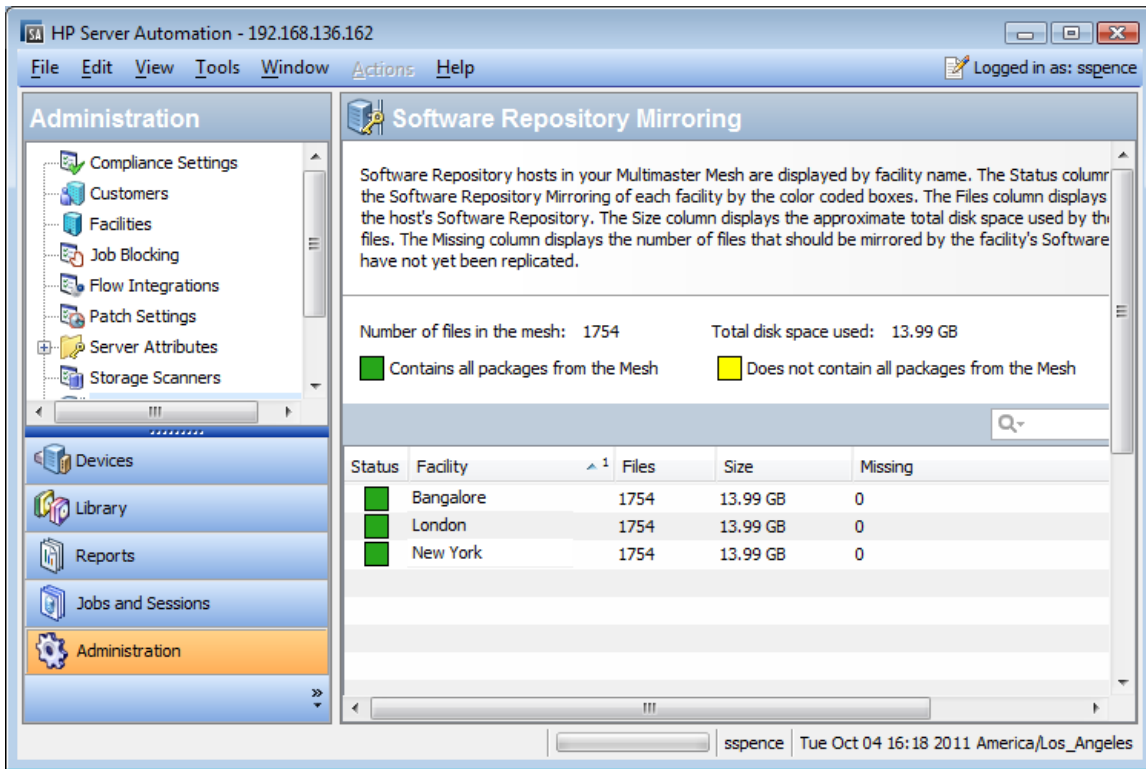 HP Server Automation - 192.168.136.162
File Edit View Tools Window Actions Help
Logged in as: sspence
Administration
Compliance Settings
Customers
Facilities
Job Blocking
Flow Integrations
Patch Settings
Server Attributes
Storage Scanners
Devices
Library
Reports
Jobs and Sessions
Administration
Software Repository Mirroring
Software Repository hosts in your Multimaster Mesh are displayed by facility name. The Status column
the Software Repository Mirroring of each facility by the color coded boxes. The Files column displays
the host's Software Repository. The Size column displays the approximate total disk space used by the
files. The Missing column displays the number of files that should be mirrored by the facility's Software
have not yet been replicated.
Number of files in the mesh: 1754 Total disk space used: 13.99 GB
Contains all packages from the Mesh Does not contain all packages from the Mesh
Status Facility 1 Files Size Missing
Bangalore 1754 13.99 GB 0
London 1754 13.99 GB 0
New York 1754 13.99 GB 0
sspence Tue Oct 04 16:18 2011 America/Los_Angeles